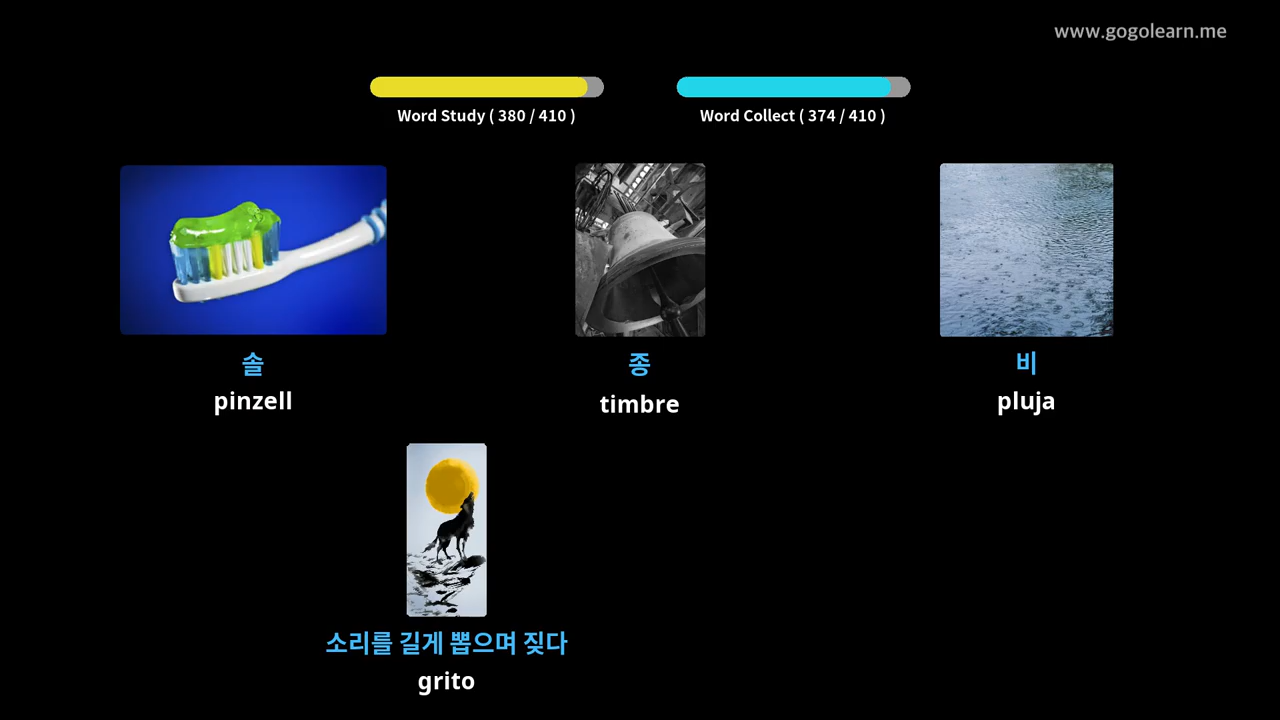 www.gogolearn.me
Word Study ( 380 / 410 )
Word Collect ( 374 / 410 )
솔
pinzell
종
timbre
비
pluja
소리를 길게 뽑으며 짖다
grito